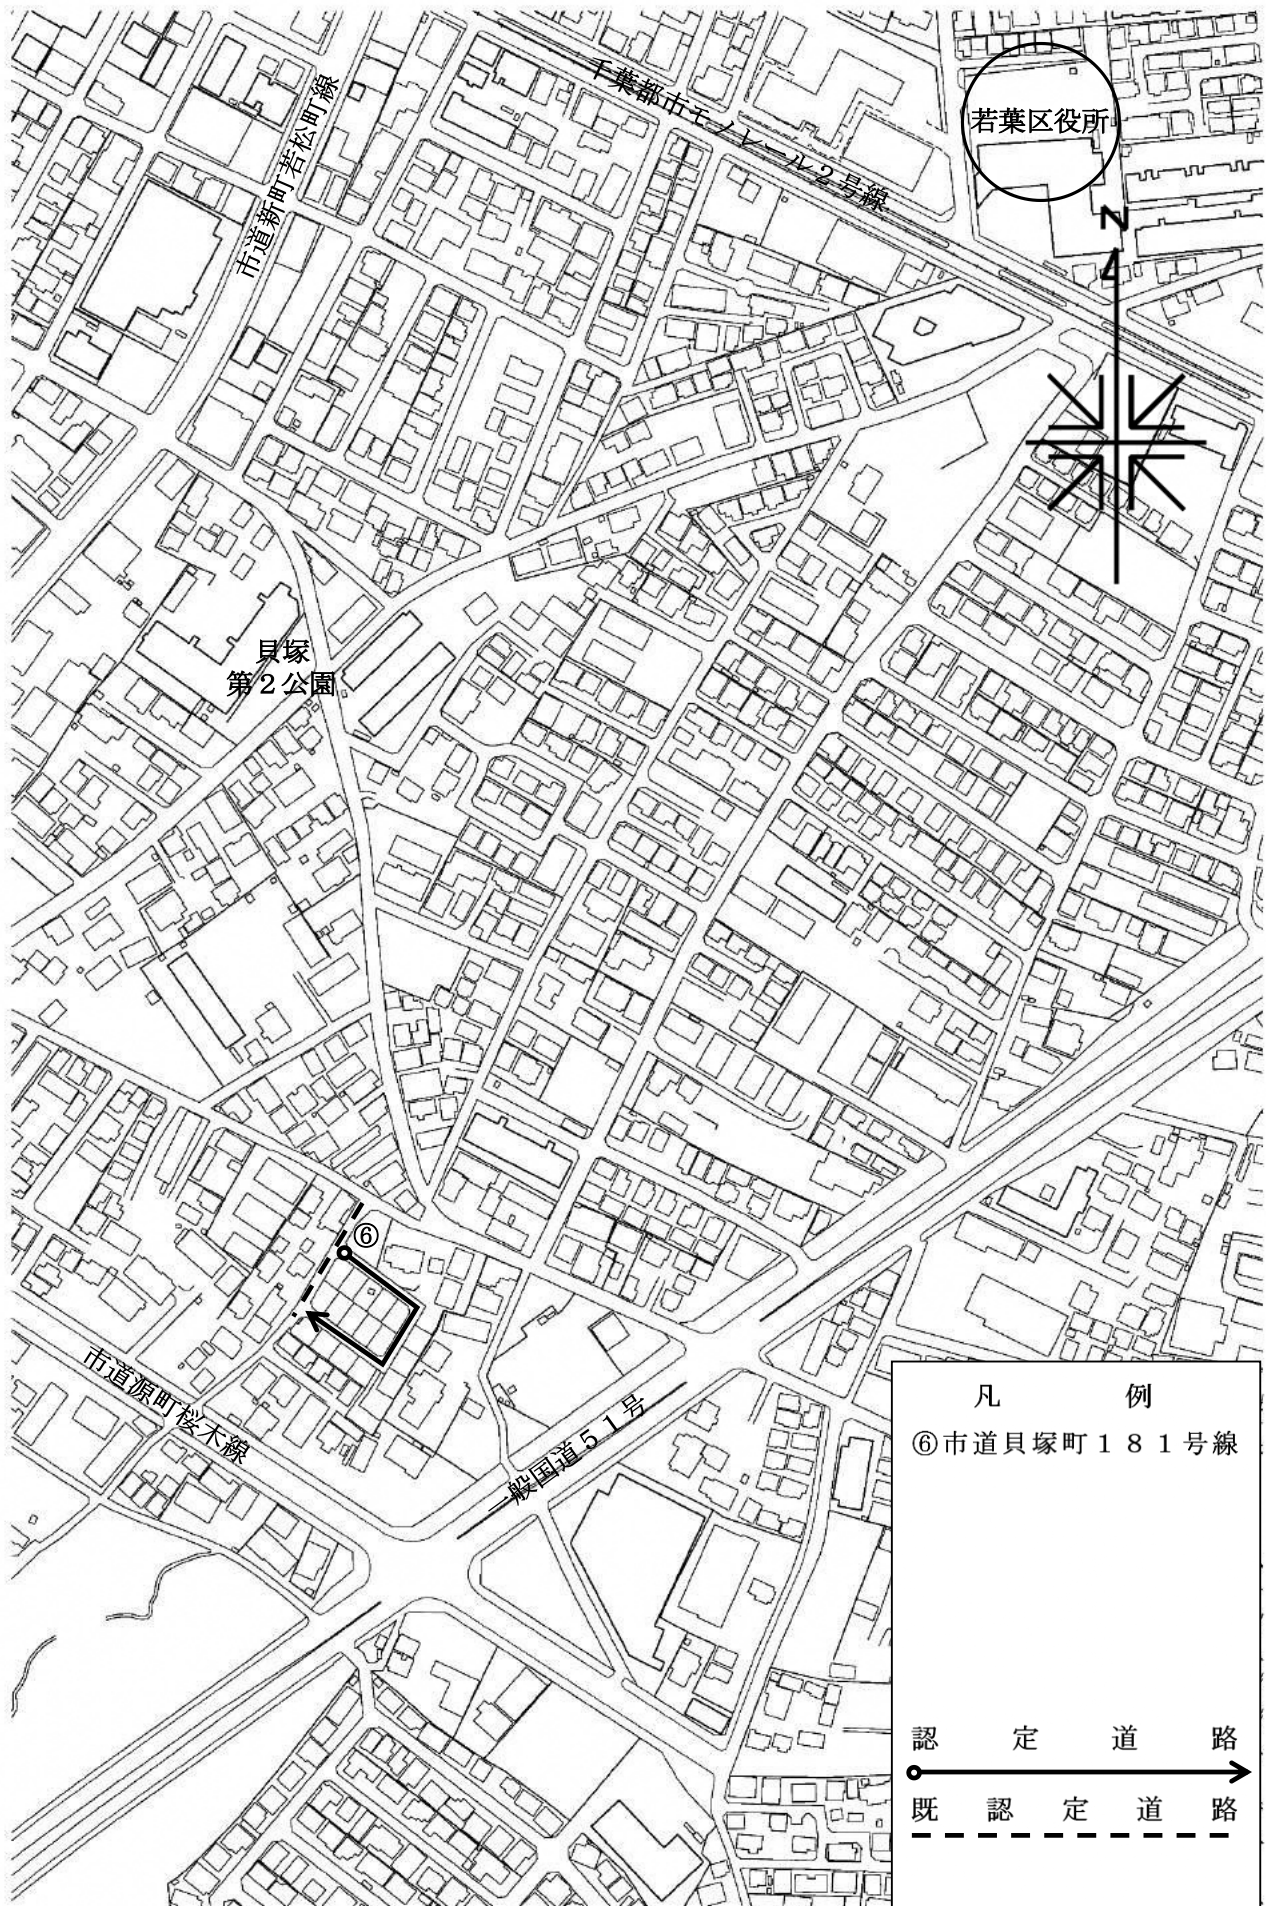 千葉都市モノレール２号線
若葉区役所
市道新町若松町線
N
貝塚
第２公園
⑥
市道源町桜木線
一般国道５１号
凡例
⑥市道貝塚町１８１号線
認定道路
既認定道路